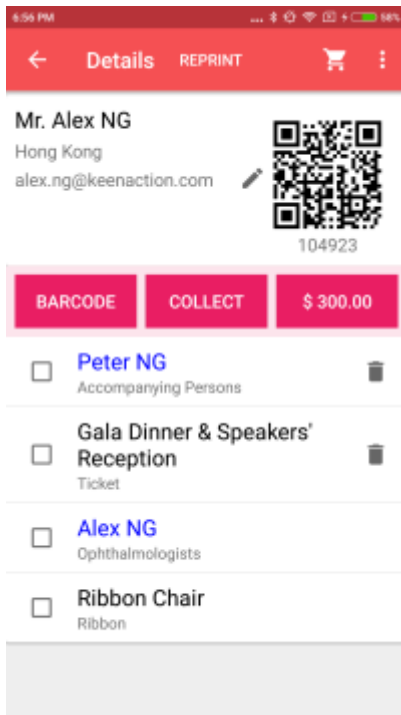 6:56 PM ... 58%
Details REPRINT
Mr. Alex NG
Hong Kong
alex.ng@keenaction.com
104923
BARCODE COLLECT $ 300.00
Peter NG
Accompanying Persons
Gala Dinner & Speakers'
Reception
Ticket
Alex NG
Ophthalmologists
Ribbon Chair
Ribbon